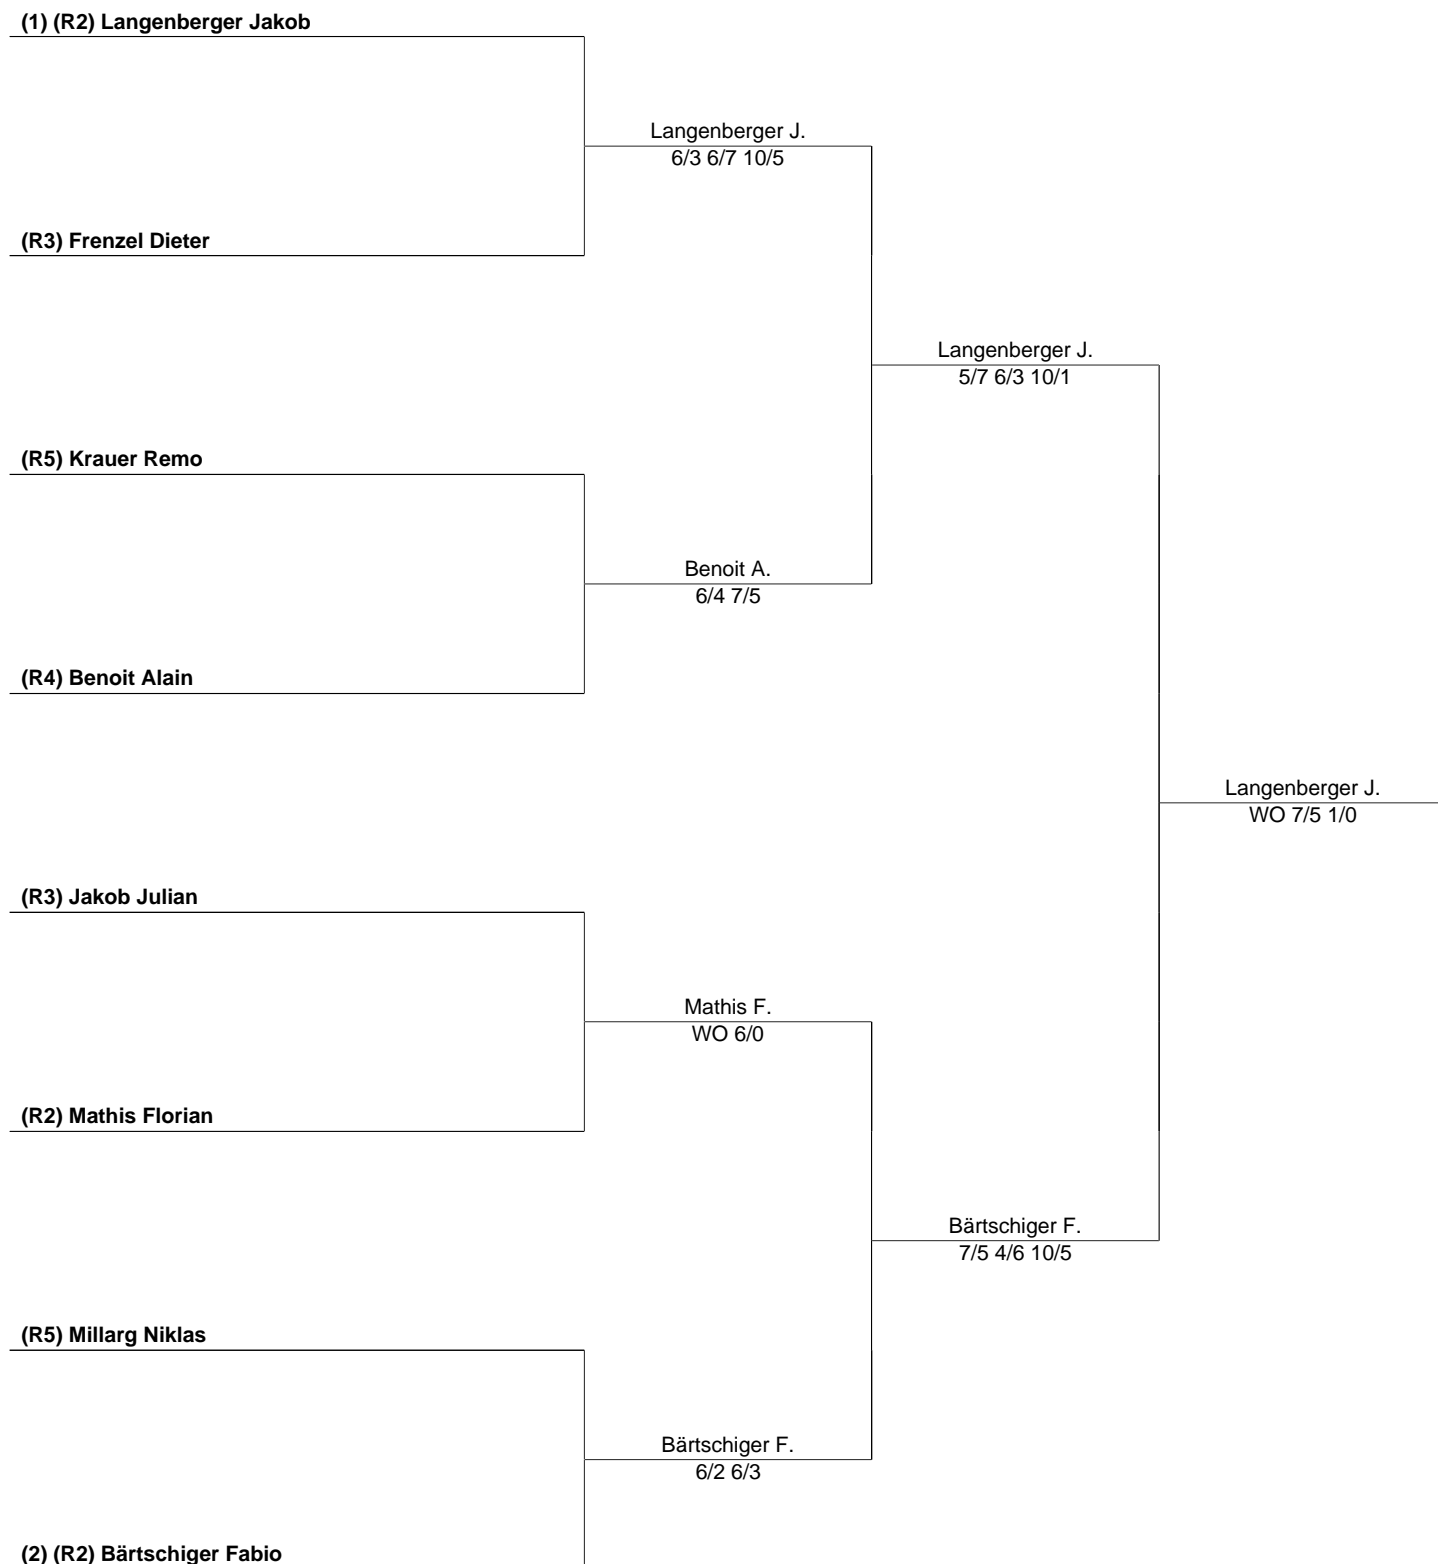 (1) (R2) Langenberger Jakob
Langenberger J.
6/3 6/7 10/5
(R3) Frenzel Dieter
Langenberger J.
5/7 6/3 10/1
(R5) Krauer Remo
Benoit A.
6/4 7/5
(R4) Benoit Alain
Langenberger J.
WO 7/5 1/0
(R3) Jakob Julian
Mathis F.
WO 6/0
(R2) Mathis Florian
Bärtschiger F.
7/5 4/6 10/5
(R5) Millarg Niklas
Bärtschiger F.
6/2 6/3
(2) (R2) Bärtschiger Fabio